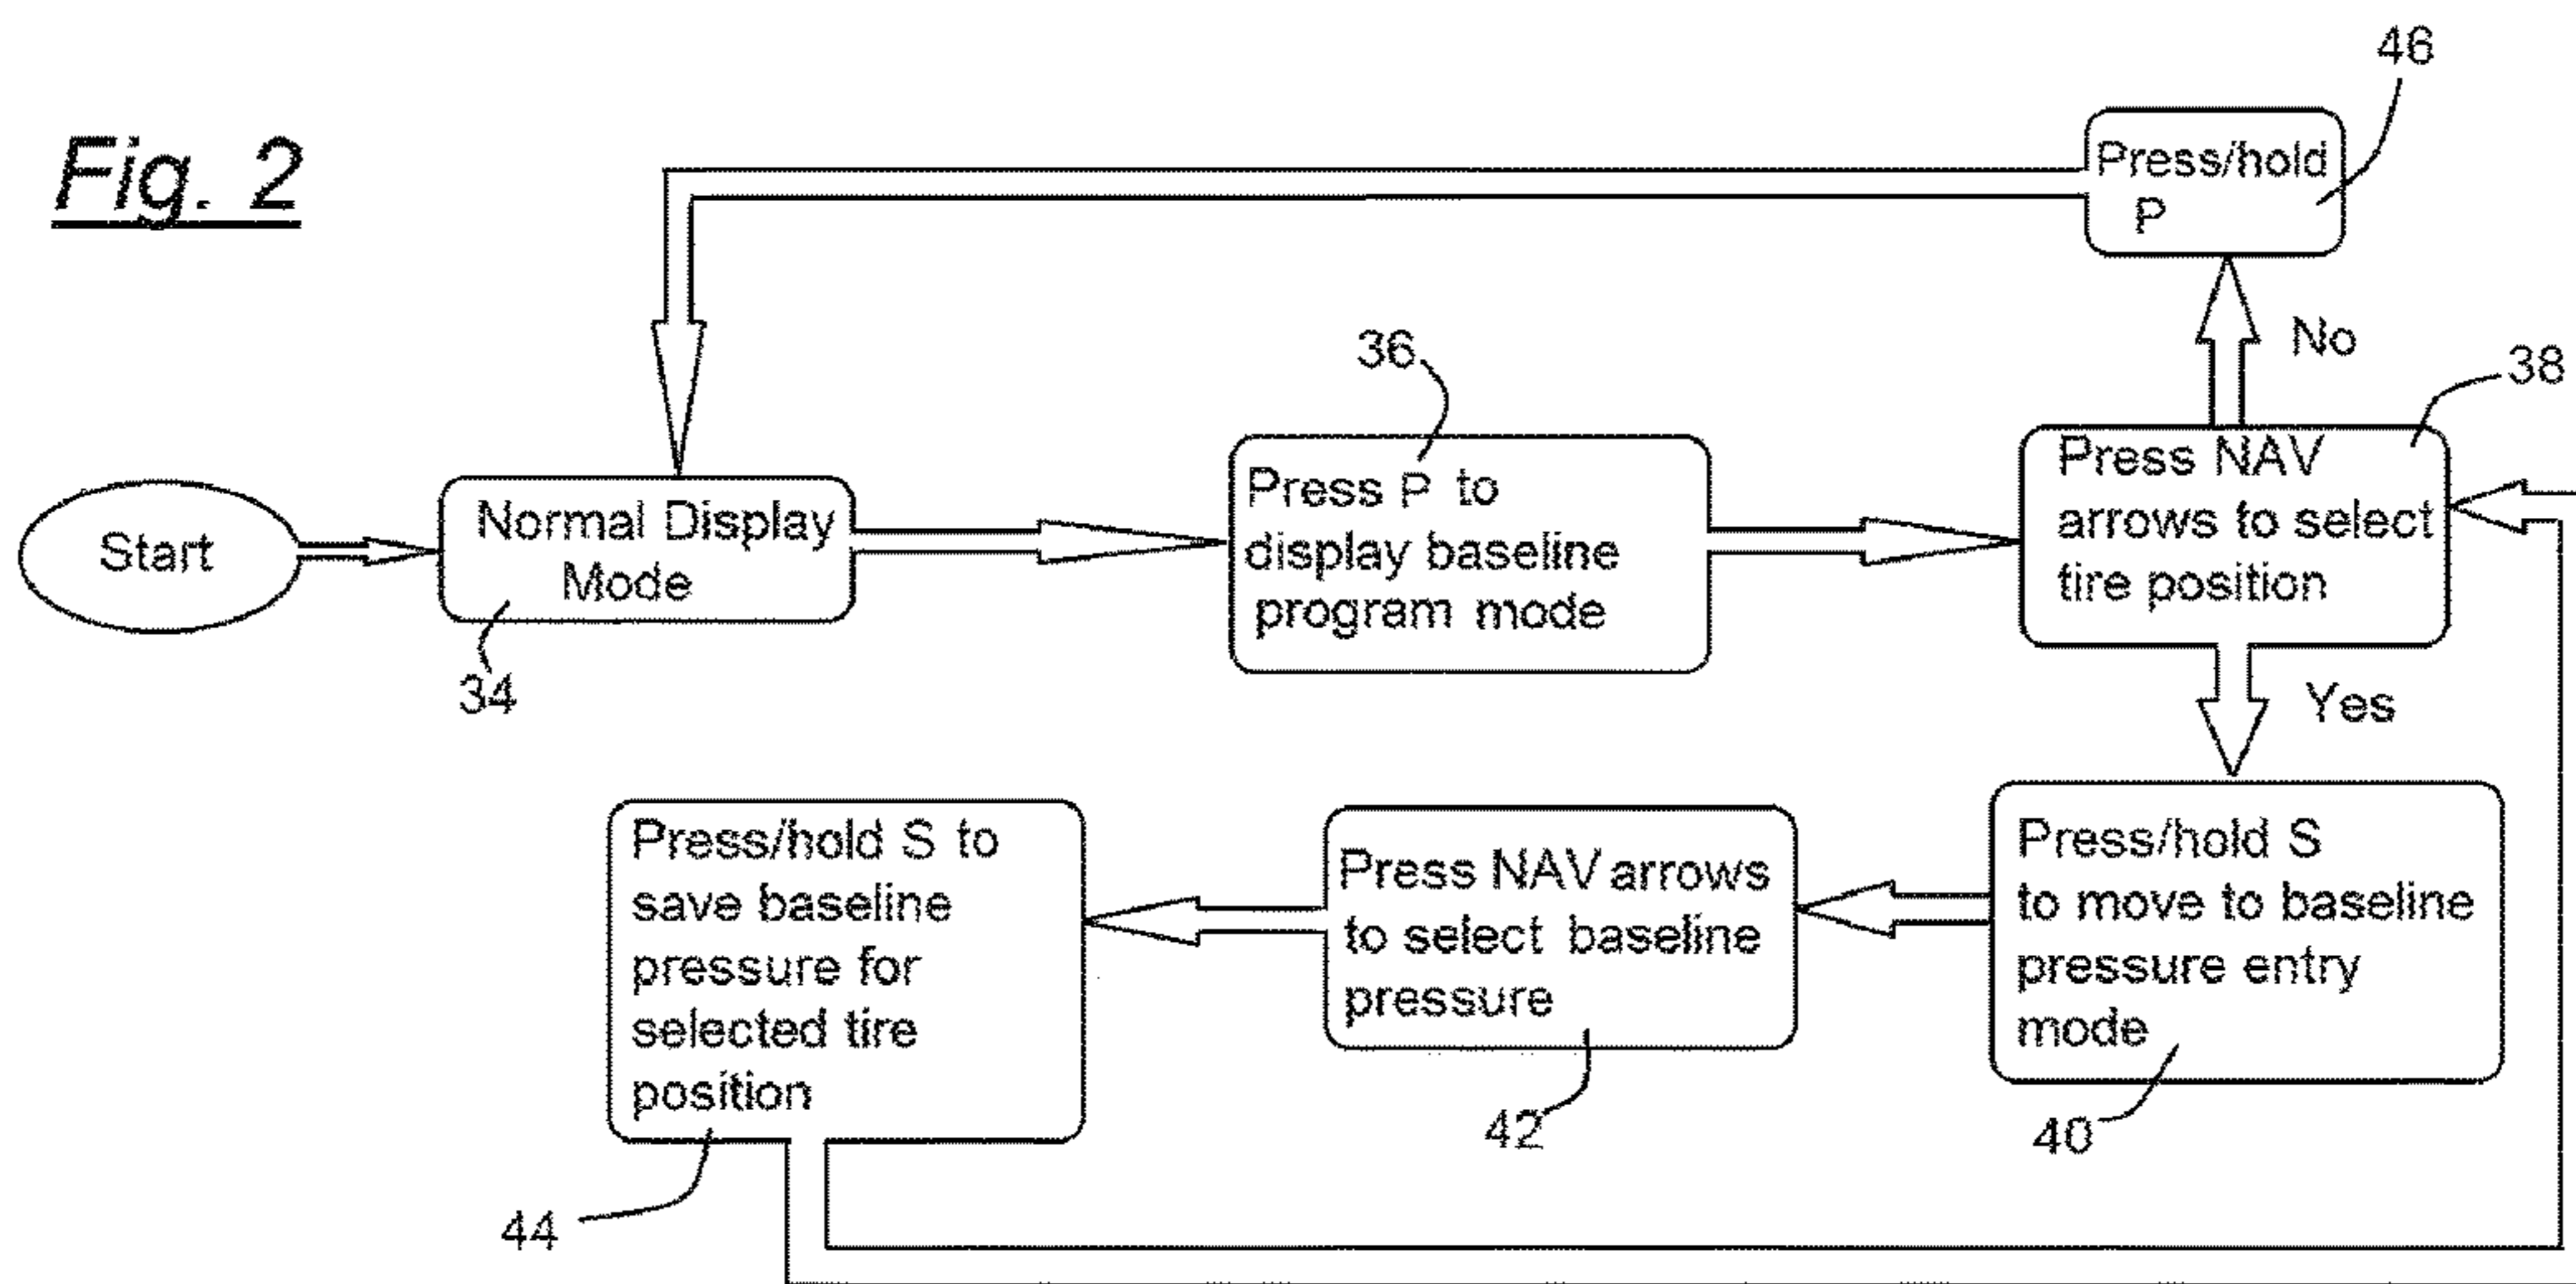 Fig. 2
46
Press/hold
P
No
36
38
Start
Normal Display
Mode
34
Press P to
display baseline
program mode
Press NAV
arrows to select
tire position
Yes
Press/hold S to
save baseline
pressure for
selected tire
position
44
Press NAV arrows
to select baseline
pressure
42
Press/hold S
to move to baseline
pressure entry
mode
40